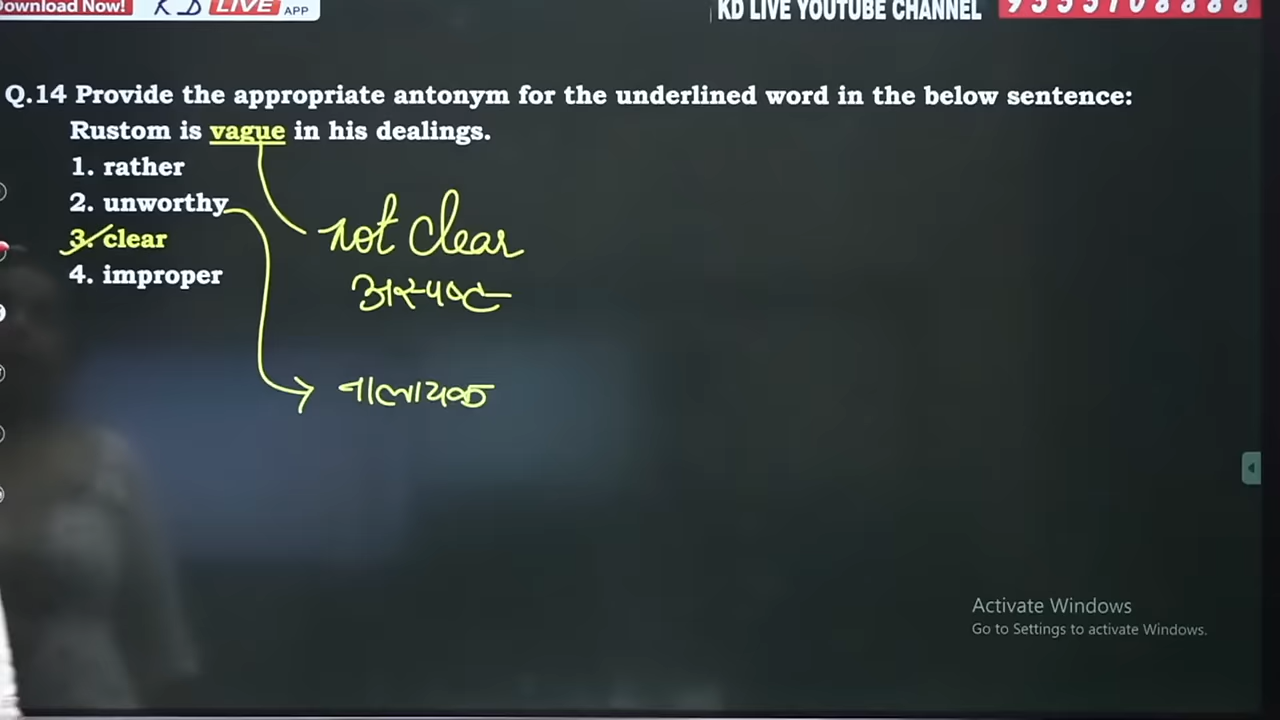 Download Now!
KD LIVE APP
KD LIVE YOUTUBE CHANNEL
Q.14 Provide the appropriate antonym for the underlined word in the below sentence:
Rustom is vague in his dealings.
1. rather
2. unworthy
3. clear
4. improper
not clear
अस्पष्ट
नालायक
Activate Windows
Go to Settings to activate Windows.